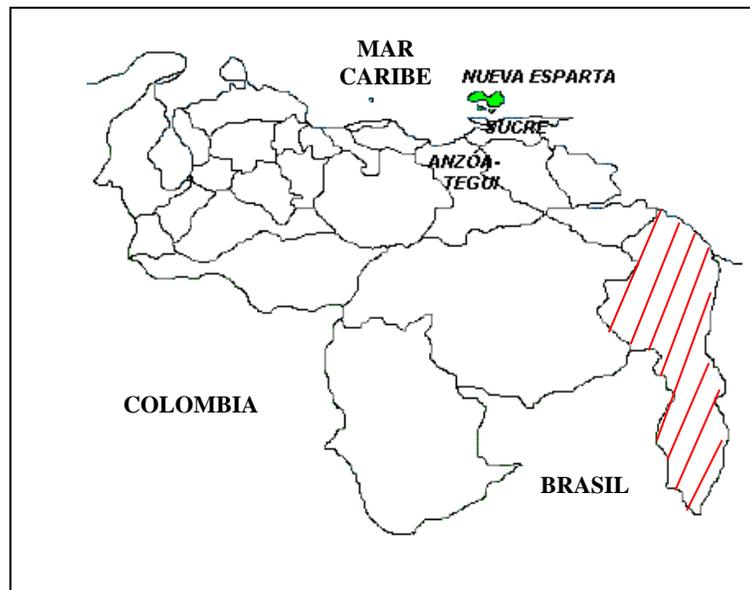 MAR
CARIBE
NUEVA ESPARTA
SUCRE
ANZOA-
TEGUI
COLOMBIA
BRASIL